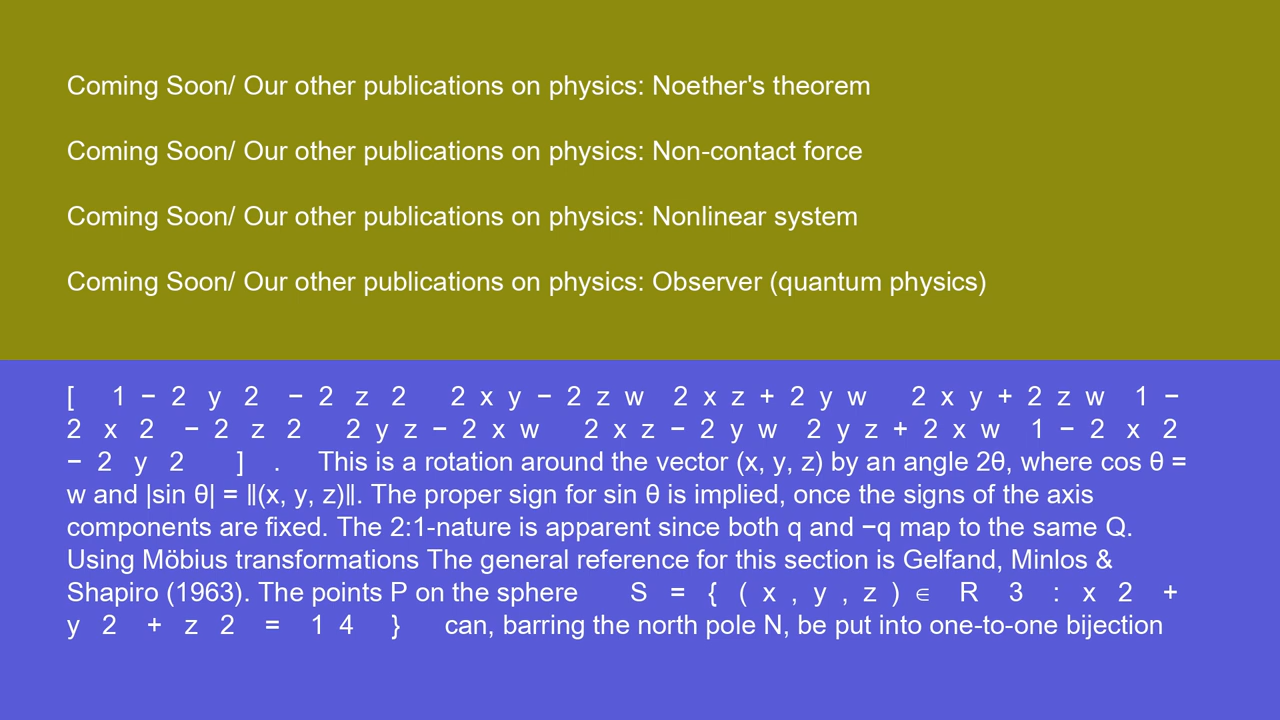 Coming Soon/ Our other publications on physics: Noether's theorem
Coming Soon/ Our other publications on physics: Non-contact force
Coming Soon/ Our other publications on physics: Nonlinear system
Coming Soon/ Our other publications on physics: Observer (quantum physics)
[ 1 − 2 y 2 − 2 z 2 2 x y − 2 z w 2 x z + 2 y w 2 x y + 2 z w 1 −
2 x 2 − 2 z 2 2 y z − 2 x w 2 x z − 2 y w 2 y z + 2 x w 1 − 2 x 2
− 2 y 2 ] . This is a rotation around the vector (x, y, z) by an angle 2θ, where cos θ =
w and |sin θ| = ‖(x, y, z)‖. The proper sign for sin θ is implied, once the signs of the axis
components are fixed. The 2:1-nature is apparent since both q and −q map to the same Q.
Using Möbius transformations The general reference for this section is Gelfand, Minlos &
Shapiro (1963). The points P on the sphere S = { ( x , y , z ) ∈ R 3 : x 2 +
y 2 + z 2 = 1 4 } can, barring the north pole N, be put into one-to-one bijection